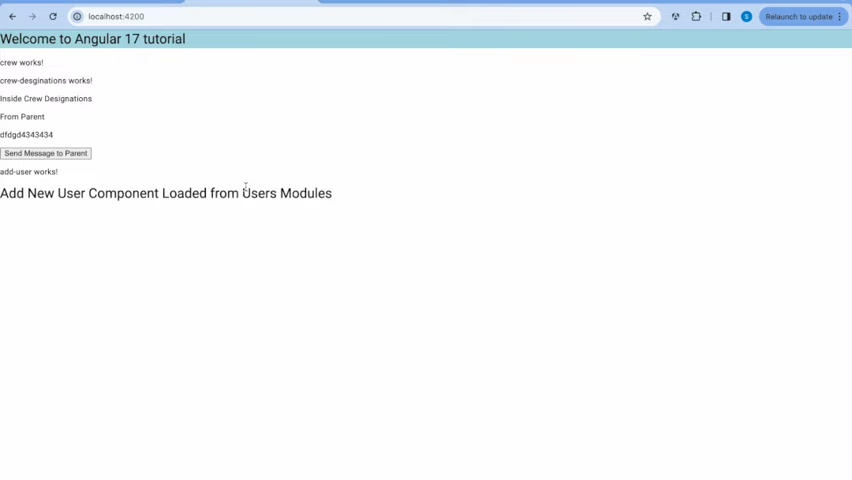 localhost:4200
Relaunch to update
Welcome to Angular 17 tutorial
crew works!
crew-desginations works!
Inside Crew Designations
From Parent
dfdgd4343434
Send Message to Parent
add-user works!
Add New User Component Loaded from Users Modules